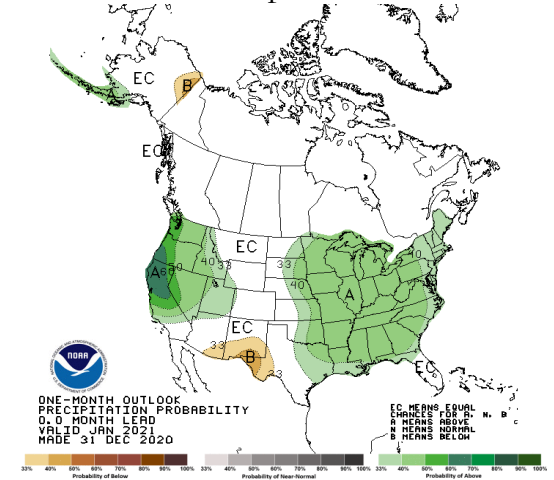 EC
B
EC
EC
A
60
40
33
33
40
A
40
EC
33
B
33
EC
NOAA
ONE-MONTH OUTLOOK
PRECIPITATION PROBABILITY
0.0 MONTH LEAD
VALID JAN 2021
MADE 31 DEC 2020
EC MEANS EQUAL
CHANCES FOR A, N, B
A MEANS ABOVE
N MEANS NORMAL
B MEANS BELOW
33% 40% 50% 60% 70% 80% 90% 100%
Probability of Below
33% 40% 50% 60% 70% 80% 90% 100%
Probability of Near-Normal
33% 40% 50% 60% 70% 80% 90% 100%
Probability of Above